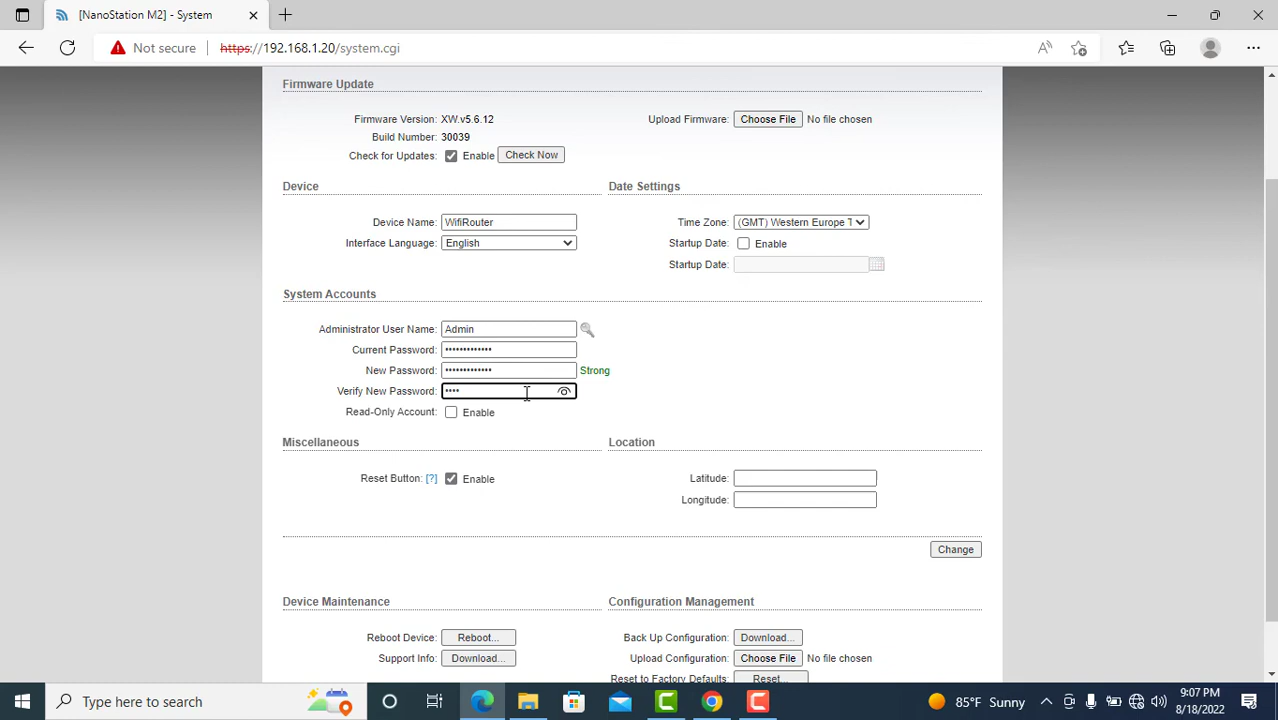 [NanoStation M2] - System
Not secure https://192.168.1.20/system.cgi
Firmware Update
Firmware Version: XW.v5.6.12
Upload Firmware: Choose File No file chosen
Build Number: 30039
Check for Updates: Enable Check Now
Device
Date Settings
Device Name: WifiRouter
Time Zone: (GMT) Western Europe T
Interface Language: English
Startup Date: Enable
Startup Date:
System Accounts
Administrator User Name: Admin
Current Password: •••••••••••••
New Password: ••••••••••••• Strong
Verify New Password: ••••
Read-Only Account: Enable
Miscellaneous
Location
Reset Button: [?] Enable
Latitude:
Longitude:
Change
Device Maintenance
Configuration Management
Reboot Device: Reboot...
Back Up Configuration: Download...
Support Info: Download...
Upload Configuration: Choose File No file chosen
Reset to Factory Defaults: Reset...
Type here to search
85°F Sunny
9:07 PM
8/18/2022